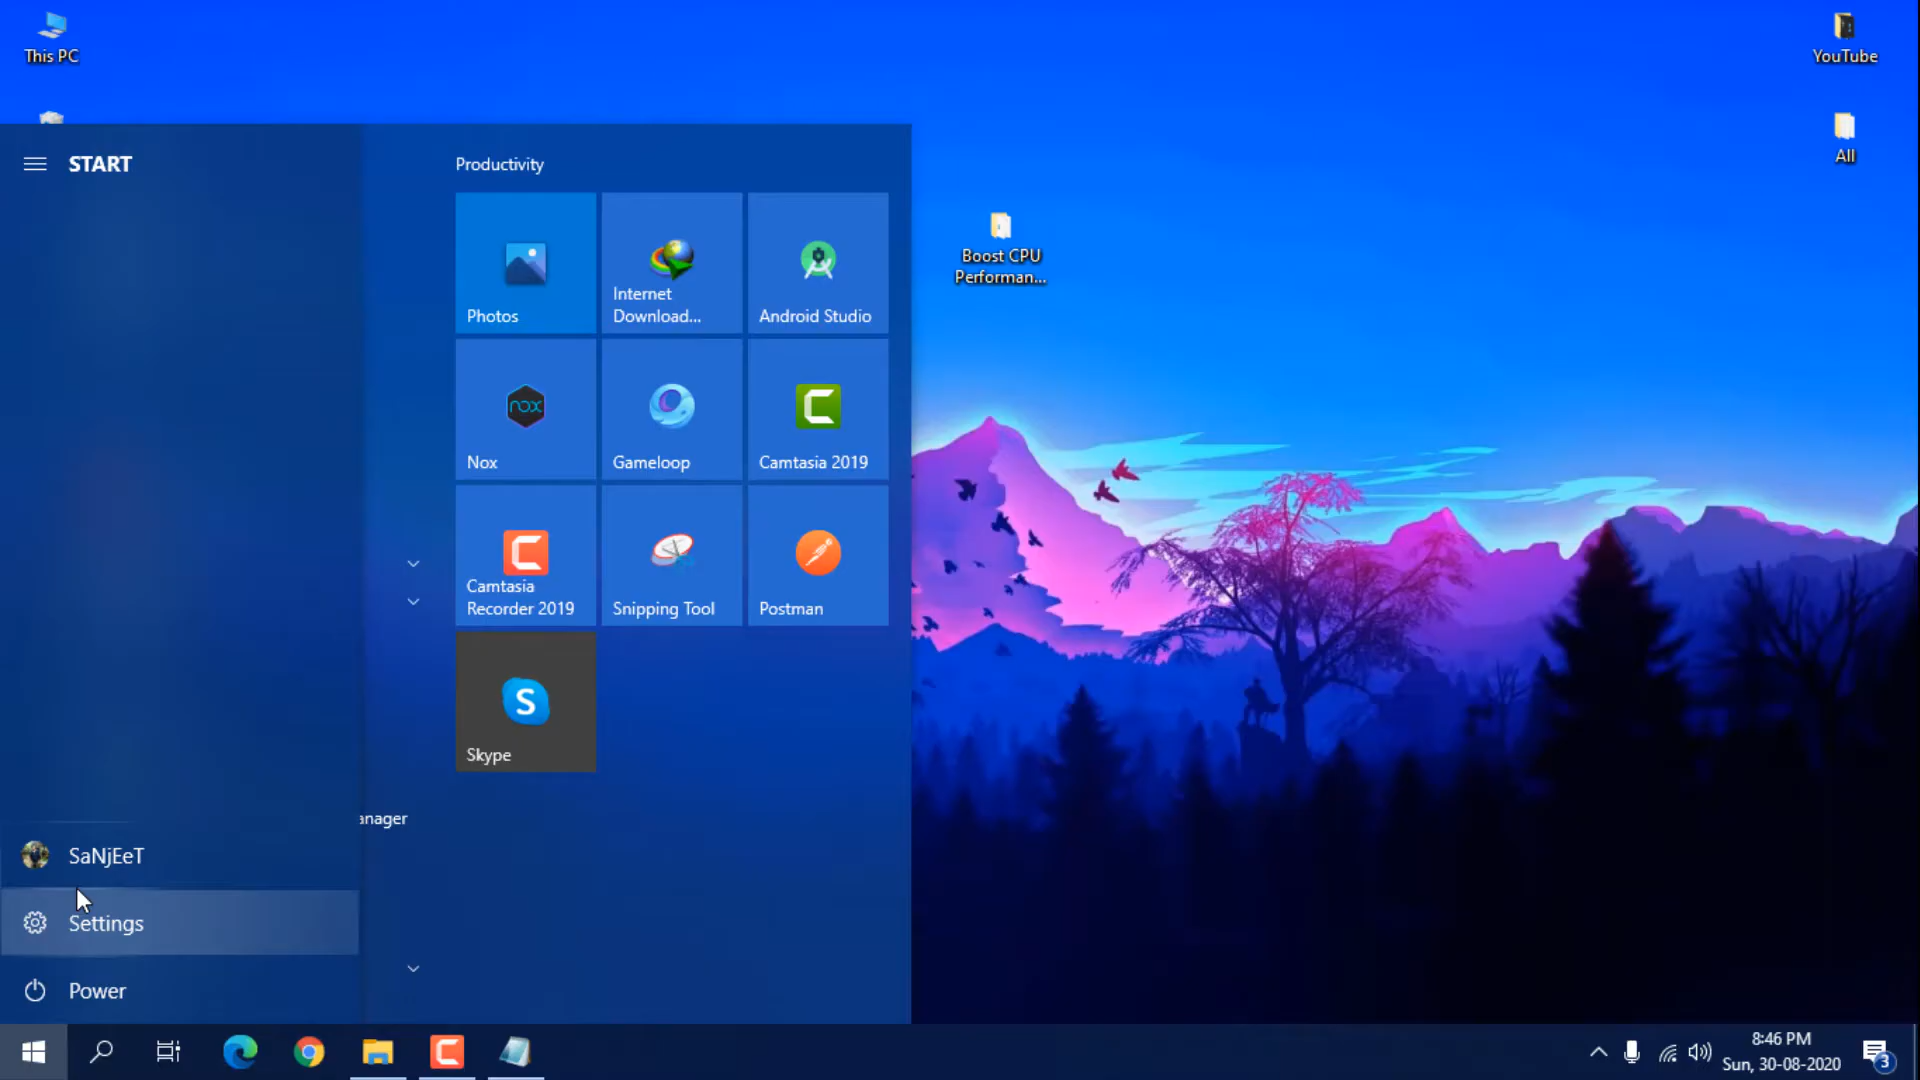 This PC
YouTube
All
START
Productivity
Photos
Internet
Download...
Android Studio
Boost CPU
Performan...
nox
Nox
Gameloop
Camtasia 2019
Camtasia
Recorder 2019
Snipping Tool
Postman
S
Skype
anager
SaNjEeT
Settings
Power
8:46 PM
Sun, 30-08-2020
3